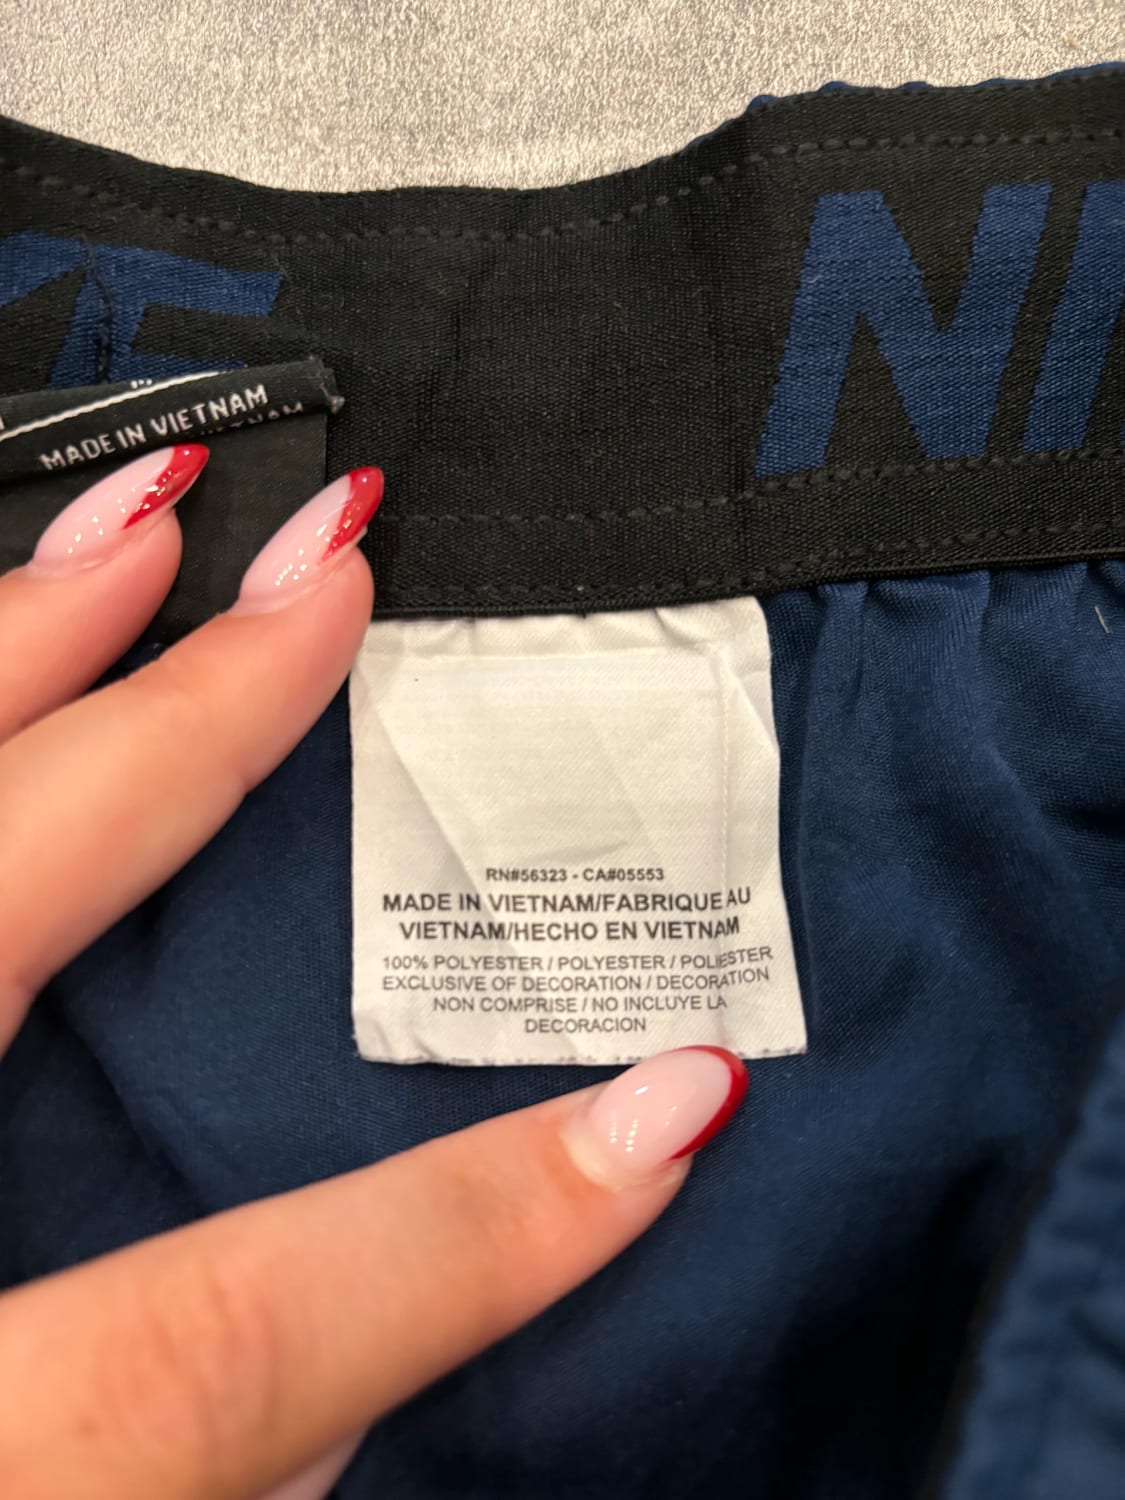 NI
MADE IN VIETNAM
RN#56323 - CA#05553
MADE IN VIETNAM/FABRIQUE AU
VIETNAM/HECHO EN VIETNAM
100% POLYESTER / POLYESTER / POLIESTER
EXCLUSIVE OF DECORATION / DECORATION
NON COMPRISE / NO INCLUYE LA
DECORACION